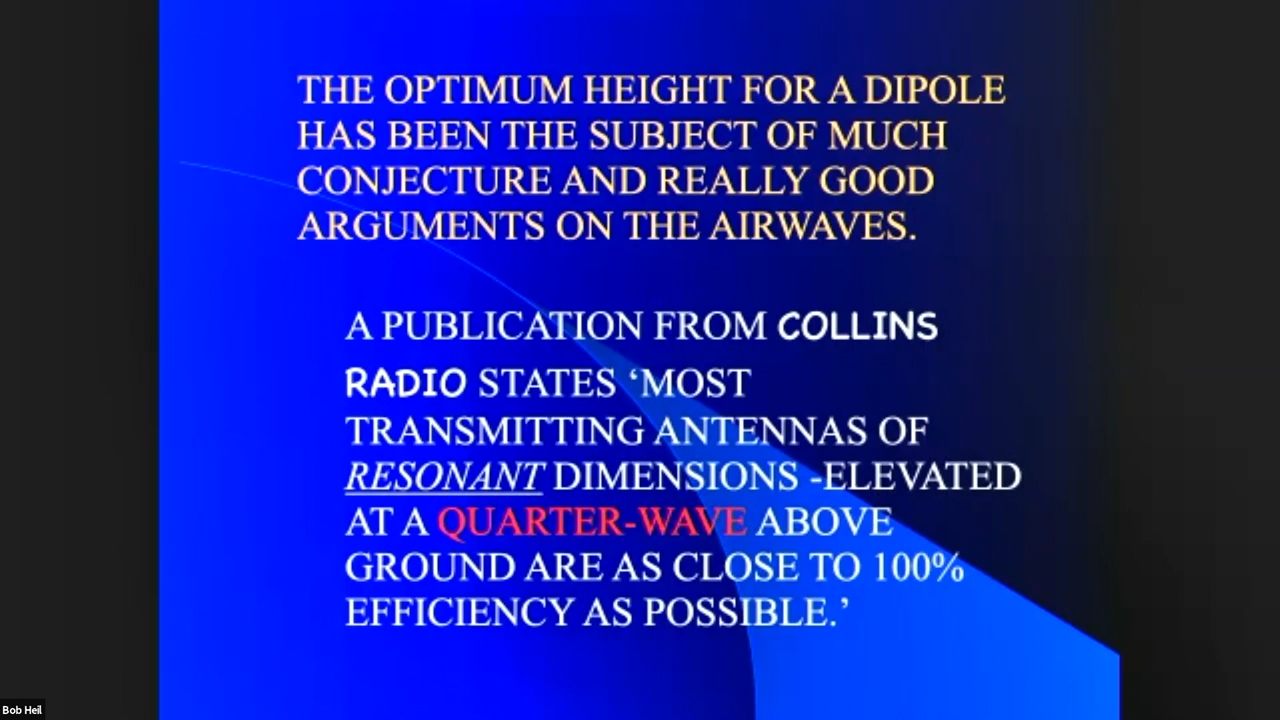 THE OPTIMUM HEIGHT FOR A DIPOLE
HAS BEEN THE SUBJECT OF MUCH
CONJECTURE AND REALLY GOOD
ARGUMENTS ON THE AIRWAVES.
A PUBLICATION FROM COLLINS
RADIO STATES ‘MOST
TRANSMITTING ANTENNAS OF
RESONANT DIMENSIONS -ELEVATED
AT A QUARTER-WAVE ABOVE
GROUND ARE AS CLOSE TO 100%
EFFICIENCY AS POSSIBLE.’
Bob Heil